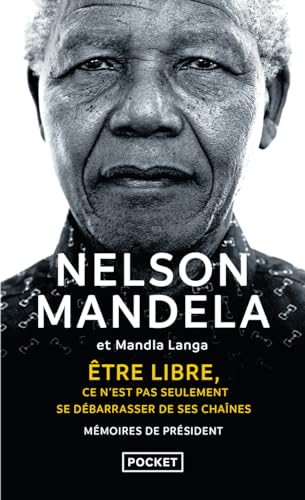 NELSON
MANDELA
et Mandla Langa
ÊTRE LIBRE,
CE N'EST PAS SEULEMENT
SE DÉBARRASSER DE SES CHAÎNES
MÉMOIRES DE PRÉSIDENT
POCKET